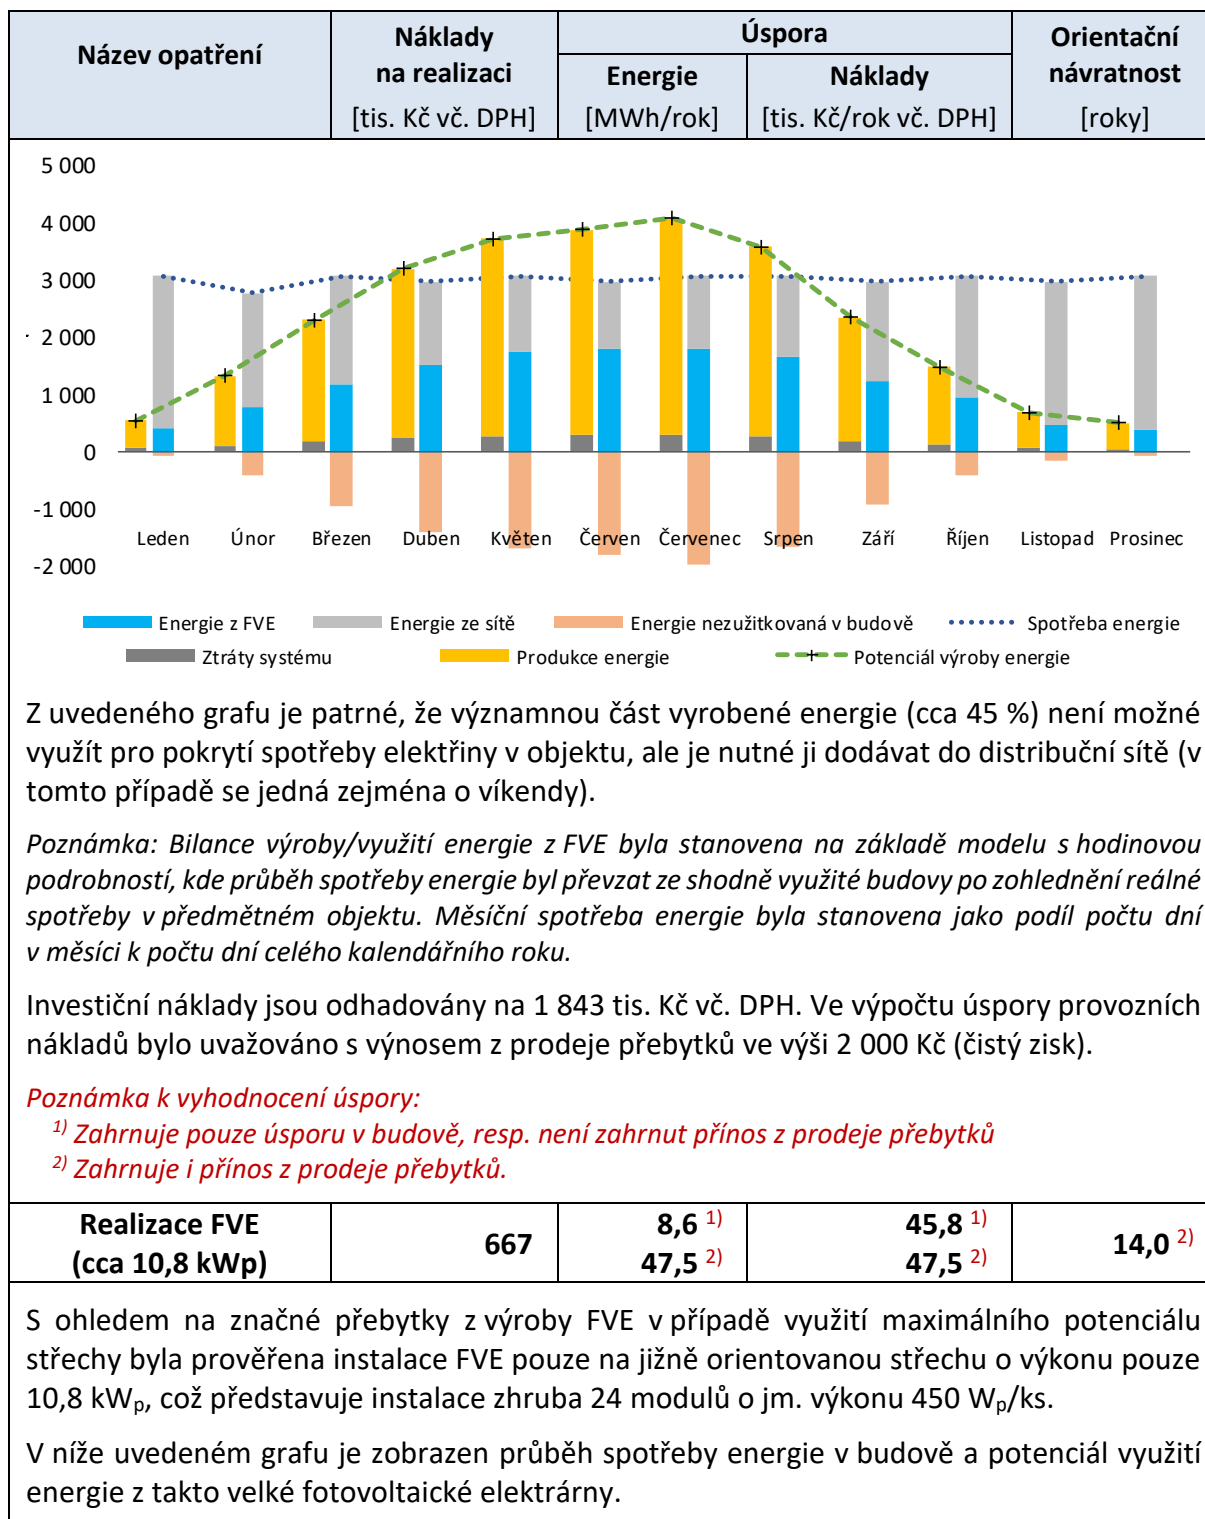 Název opatření
Náklady
na realizaci
[tis. Kč vč. DPH]
Úspora
Energie
[MWh/rok]
Náklady
[tis. Kč/rok vč. DPH]
Orientační
návratnost
[roky]
5 000
4 000
3 000
2 000
1 000
0
-1 000
-2 000
Leden Únor Březen Duben Květen Červen Červenec Srpen Září Říjen Listopad Prosinec
Energie z FVE Energie ze sítě Energie nezužitkovaná v budově Spotřeba energie
Ztráty systému Produkce energie Potenciál výroby energie
Z uvedeného grafu je patrné, že významnou část vyrobené energie (cca 45 %) není možné
využít pro pokrytí spotřeby elektřiny v objektu, ale je nutné ji dodávat do distribuční sítě (v
tomto případě se jedná zejména o víkendy).
Poznámka: Bilance výroby/využití energie z FVE byla stanovena na základě modelu s hodinovou
podrobností, kde průběh spotřeby energie byl převzat ze shodně využité budovy po zohlednění reálné
spotřeby v předmětném objektu. Měsíční spotřeba energie byla stanovena jako podíl počtu dní
v měsíci k počtu dní celého kalendářního roku.
Investiční náklady jsou odhadovány na 1 843 tis. Kč vč. DPH. Ve výpočtu úspory provozních
nákladů bylo uvažováno s výnosem z prodeje přebytků ve výši 2 000 Kč (čistý zisk).
Poznámka k vyhodnocení úspory:
1) Zahrnuje pouze úsporu v budově, resp. není zahrnut přínos z prodeje přebytků
2) Zahrnuje i přínos z prodeje přebytků.
Realizace FVE
(cca 10,8 kWp)
667
8,6 1)
47,5 2)
45,8 1)
47,5 2)
14,0 2)
S ohledem na značné přebytky z výroby FVE v případě využití maximálního potenciálu
střechy byla prověřena instalace FVE pouze na jižně orientovanou střechu o výkonu pouze
10,8 kWp, což představuje instalace zhruba 24 modulů o jm. výkonu 450 Wp/ks.
V níže uvedeném grafu je zobrazen průběh spotřeby energie v budově a potenciál využití
energie z takto velké fotovoltaické elektrárny.